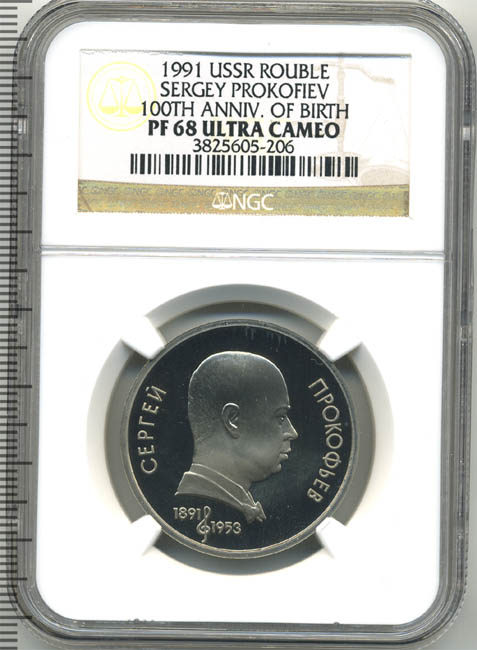 1991 USSR ROUBLE
SERGEY PROKOFIEV
100TH ANNIV. OF BIRTH
PF 68 ULTRA CAMEO
3825605-206
NGC
СЕРГЕЙ
ПРОКОФЬЕВ
1891
1953